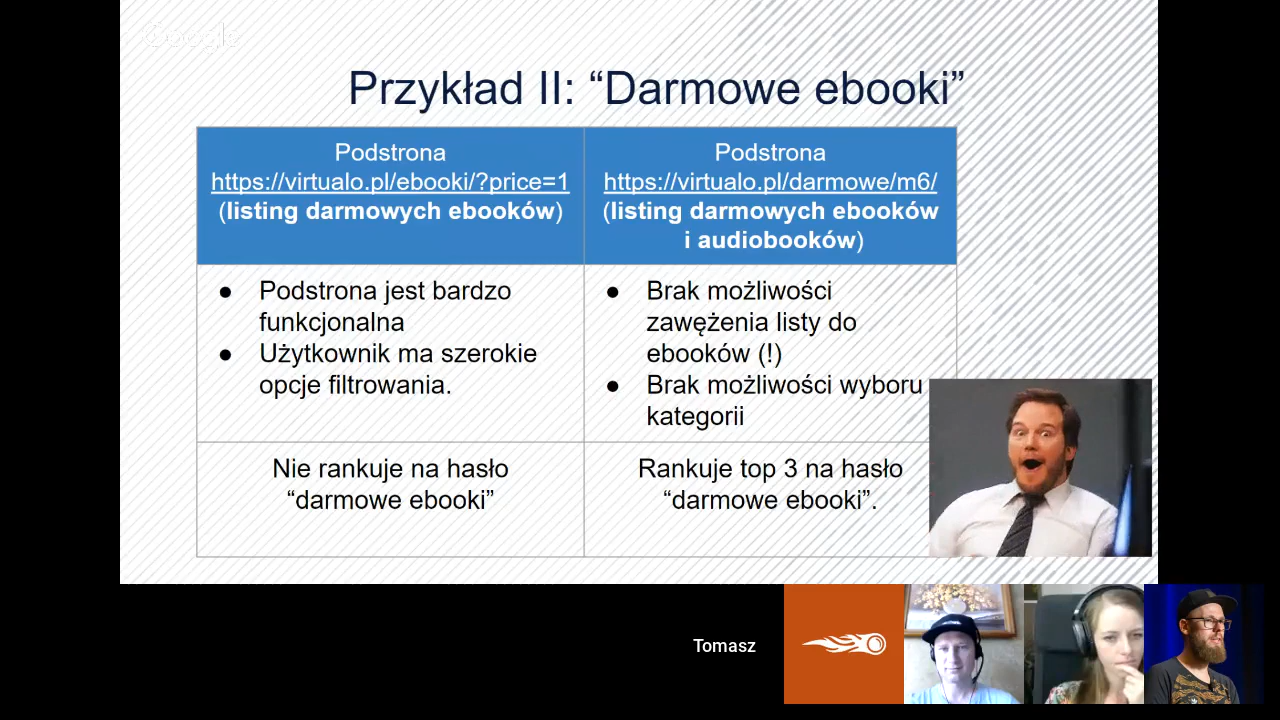 Google
Przykład II: “Darmowe ebooki”
Podstrona
https://virtualo.pl/ebooki/?price=1
(listing darmowych ebooków)
Podstrona
https://virtualo.pl/darmowe/m6/
(listing darmowych ebooków
i audiobooków)
● Podstrona jest bardzo
funkcjonalna
● Użytkownik ma szerokie
opcje filtrowania.
● Brak możliwości
zawężenia listy do
ebooków (!)
● Brak możliwości wyboru
kategorii
Nie rankuje na hasło
“darmowe ebooki”
Rankuje top 3 na hasło
“darmowe ebooki”.
Tomasz